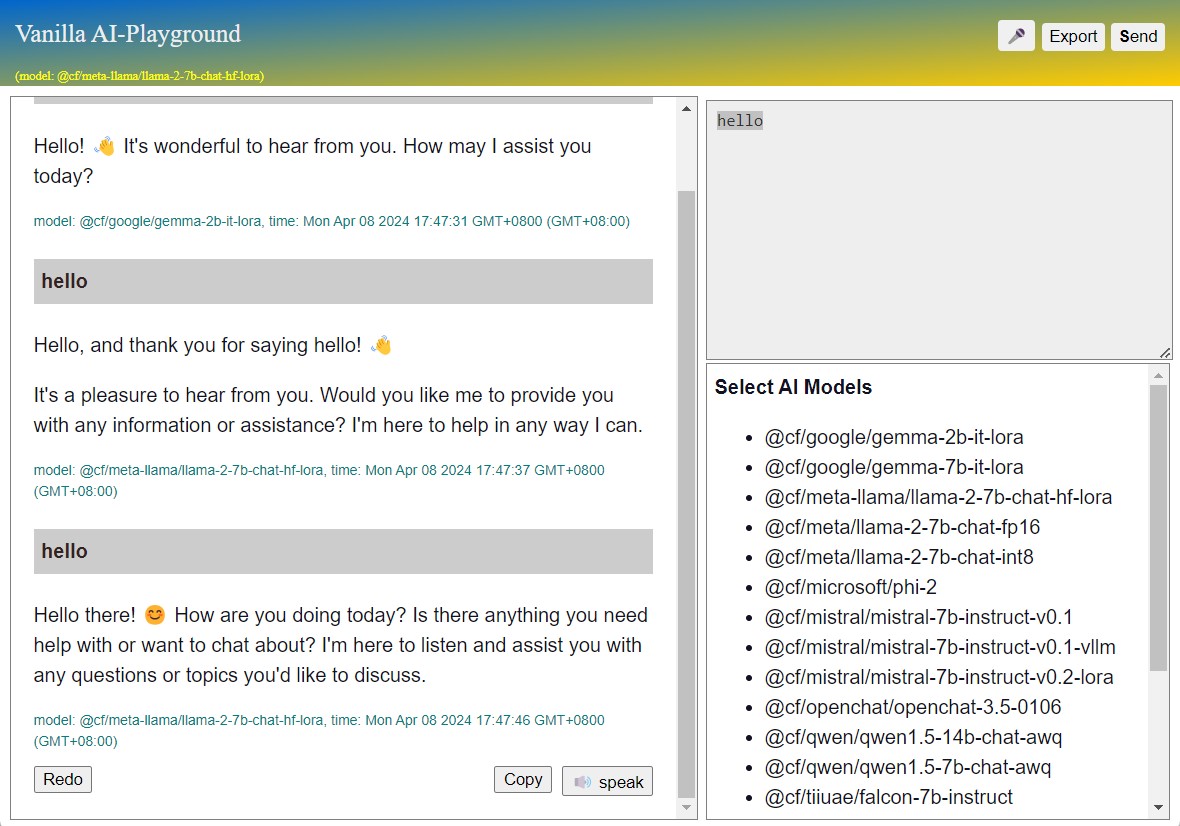 Vanilla AI-Playground
Export
Send
(model: @cf/meta-llama/llama-2-7b-chat-hf-lora)
Hello! 👋 It's wonderful to hear from you. How may I assist you
today?
model: @cf/google/gemma-2b-it-lora, time: Mon Apr 08 2024 17:47:31 GMT+0800 (GMT+08:00)
hello
Hello, and thank you for saying hello! 👋
It's a pleasure to hear from you. Would you like me to provide you
with any information or assistance? I'm here to help in any way I can.
model: @cf/meta-llama/llama-2-7b-chat-hf-lora, time: Mon Apr 08 2024 17:47:37 GMT+0800
(GMT+08:00)
hello
Hello there! 😊 How are you doing today? Is there anything you need
help with or want to chat about? I'm here to listen and assist you with
any questions or topics you'd like to discuss.
model: @cf/meta-llama/llama-2-7b-chat-hf-lora, time: Mon Apr 08 2024 17:47:46 GMT+0800
(GMT+08:00)
Redo
Copy
🔊 speak
hello
Select AI Models
• @cf/google/gemma-2b-it-lora
• @cf/google/gemma-7b-it-lora
• @cf/meta-llama/llama-2-7b-chat-hf-lora
• @cf/meta/llama-2-7b-chat-fp16
• @cf/meta/llama-2-7b-chat-int8
• @cf/microsoft/phi-2
• @cf/mistral/mistral-7b-instruct-v0.1
• @cf/mistral/mistral-7b-instruct-v0.1-vllm
• @cf/mistral/mistral-7b-instruct-v0.2-lora
• @cf/openchat/openchat-3.5-0106
• @cf/qwen/qwen1.5-14b-chat-awq
• @cf/qwen/qwen1.5-7b-chat-awq
• @cf/tiiuae/falcon-7b-instruct